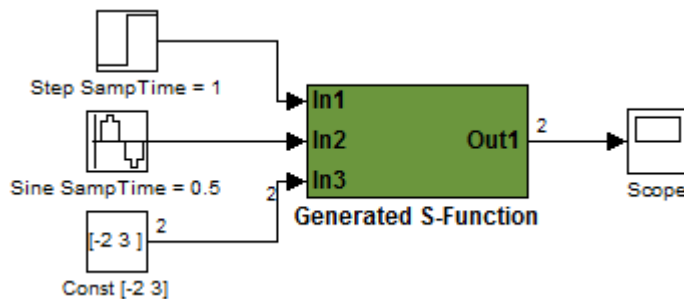 Step SampTime = 1
In1
In2
In3
Out1
2
Sine SampTime = 0.5
2
Generated S-Function
Scope
[-2 3 ]
2
Const [-2 3]